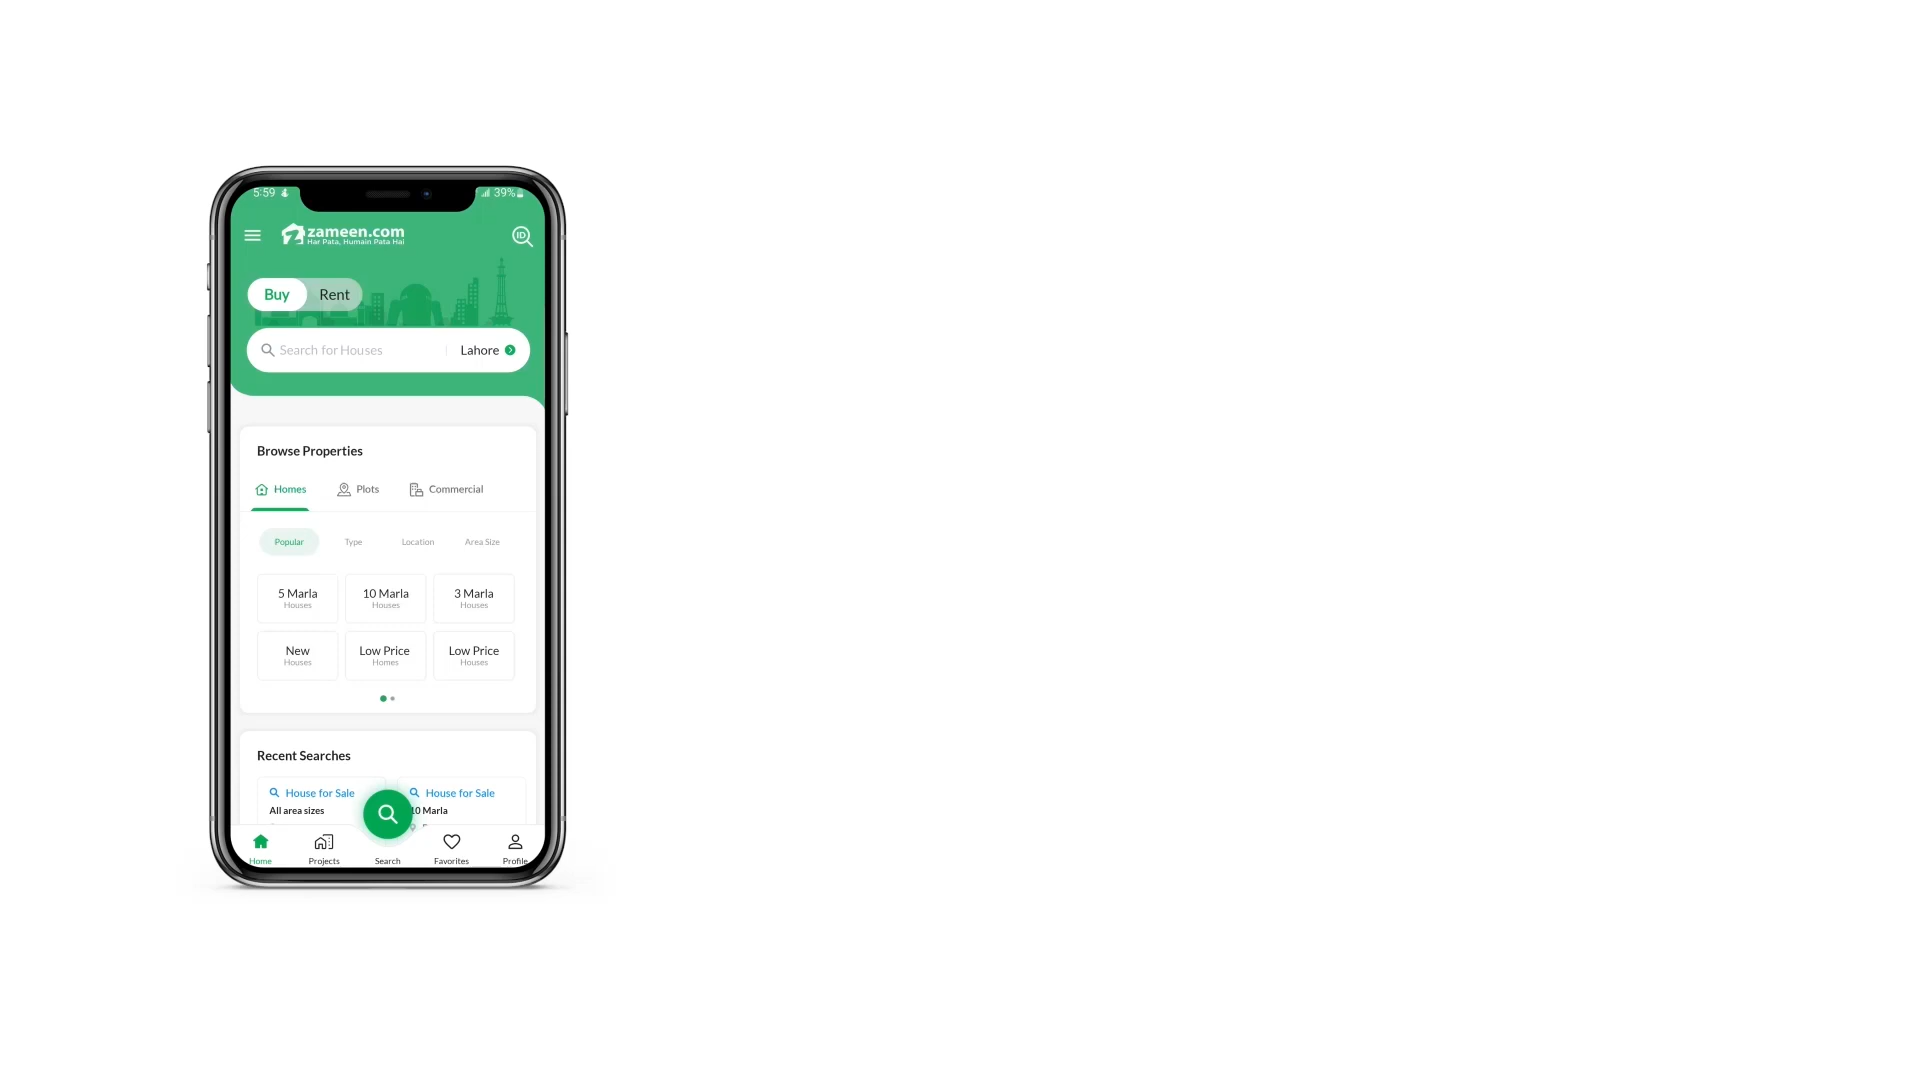 5:59 39%
zameen.com
Har Pata, Humain Pata Hai
ID
Buy Rent
Search for Houses Lahore
Browse Properties
Homes Plots Commercial
Popular Type Location Area Size
5 Marla 10 Marla 3 Marla
Houses Houses Houses
New Low Price Low Price
Houses Homes Houses
Recent Searches
House for Sale House for Sale
All area sizes 10 Marla
Home Projects Search Favorites Profile